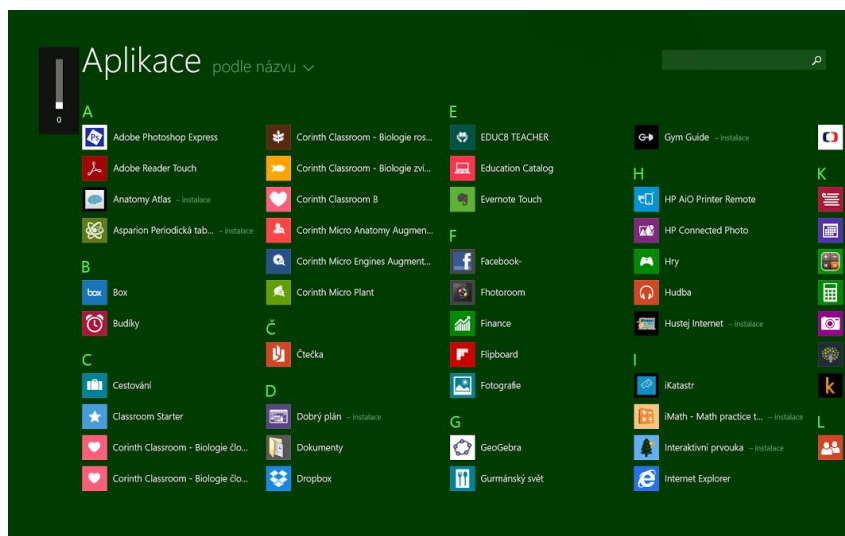 Aplikace podle názvu
0
A
Adobe Photoshop Express
Adobe Reader Touch
Anatomy Atlas – instalace
Asparion Periodická tab... – instalace
B
box Box
Budíky
C
Cestování
Classroom Starter
Corinth Classroom - Biologie člo...
Corinth Classroom - Biologie člo...
Corinth Classroom - Biologie ros...
Corinth Classroom - Biologie zví...
Corinth Classroom B
Corinth Micro Anatomy Augmen...
Corinth Micro Engines Augment...
Corinth Micro Plant
Č
Čtečka
D
Dobrý plán – instalace
Dokumenty
Dropbox
E
EDUC8 TEACHER
Education Catalog
Evernote Touch
F
Facebook-
Fhotoroom
Finance
Flipboard
Fotografie
G
GeoGebra
Gurmánský svět
Gym Guide – instalace
H
HP AiO Printer Remote
HP Connected Photo
Hry
Hudba
Hustej Internet – instalace
I
iKatastr
iMath - Math practice t... – instalace
Interaktivní prvouka – instalace
Internet Explorer
K
k
L